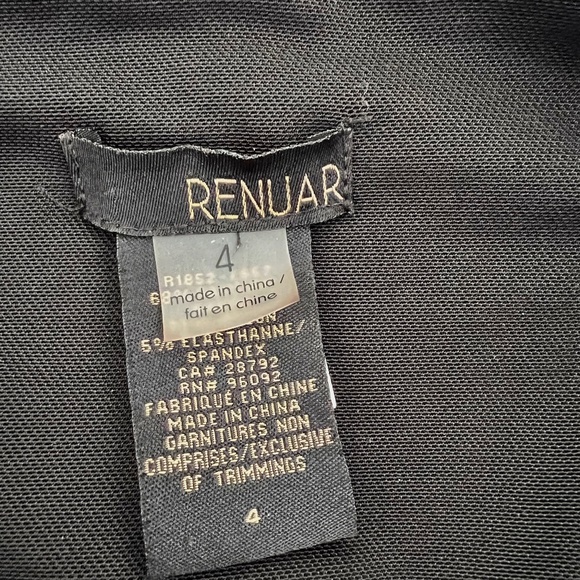 RENUAR
4
made in china /
fait en chine
5% ELASTHANNE/
SPANDEX
CA# 28792
RN# 96092
FABRIQUÉ EN CHINE
MADE IN CHINA
GARNITURES NON
COMPRISES/EXCLUSIVE
OF TRIMMINGS
4